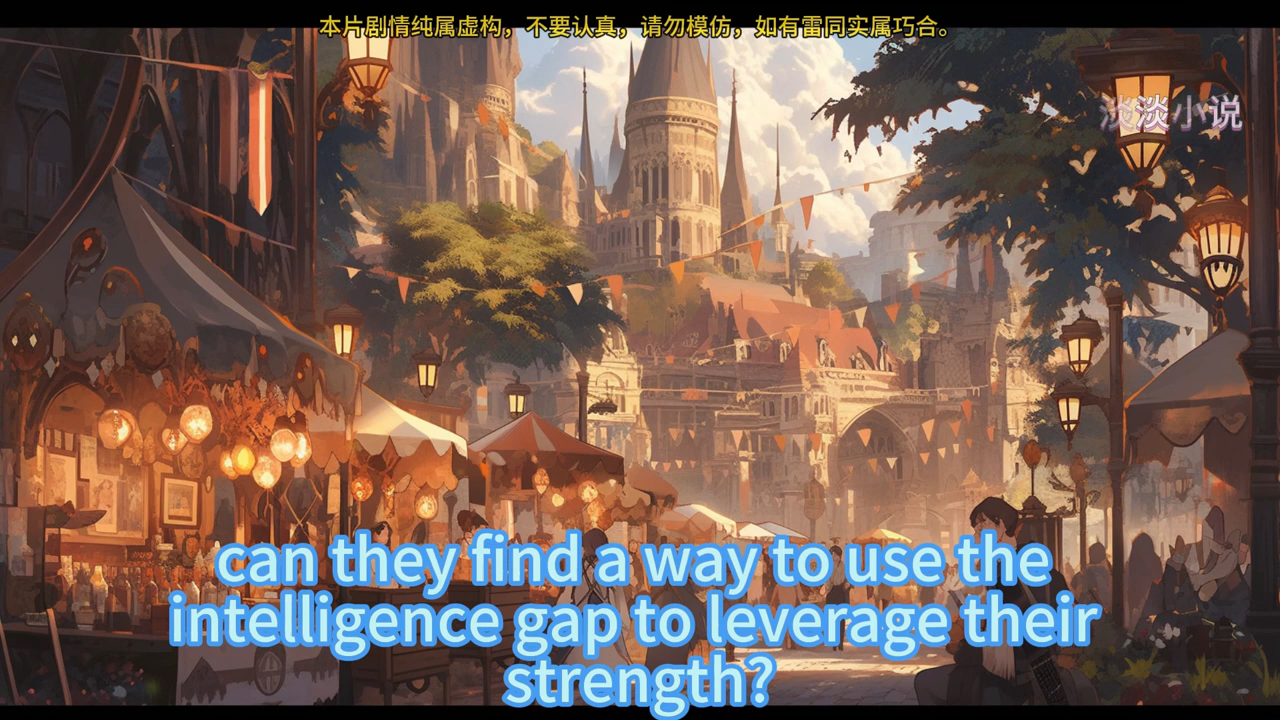 本片剧情纯属虚构，不要认真，请勿模仿，如有雷同实属巧合。
淡淡小说
can they find a way to use the
intelligence gap to leverage their
strength?